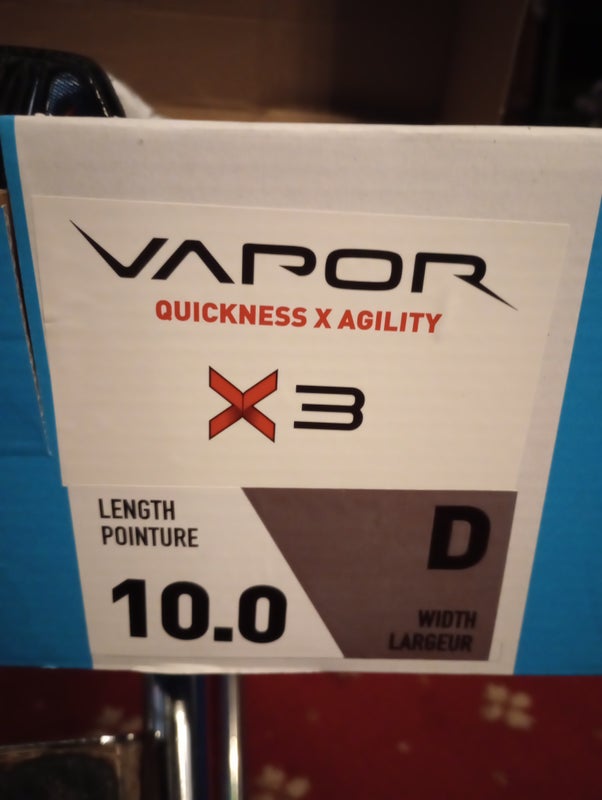 VAPOR
QUICKNESS X AGILITY
X3
LENGTH
POINTURE
10.0
D
WIDTH
LARGEUR